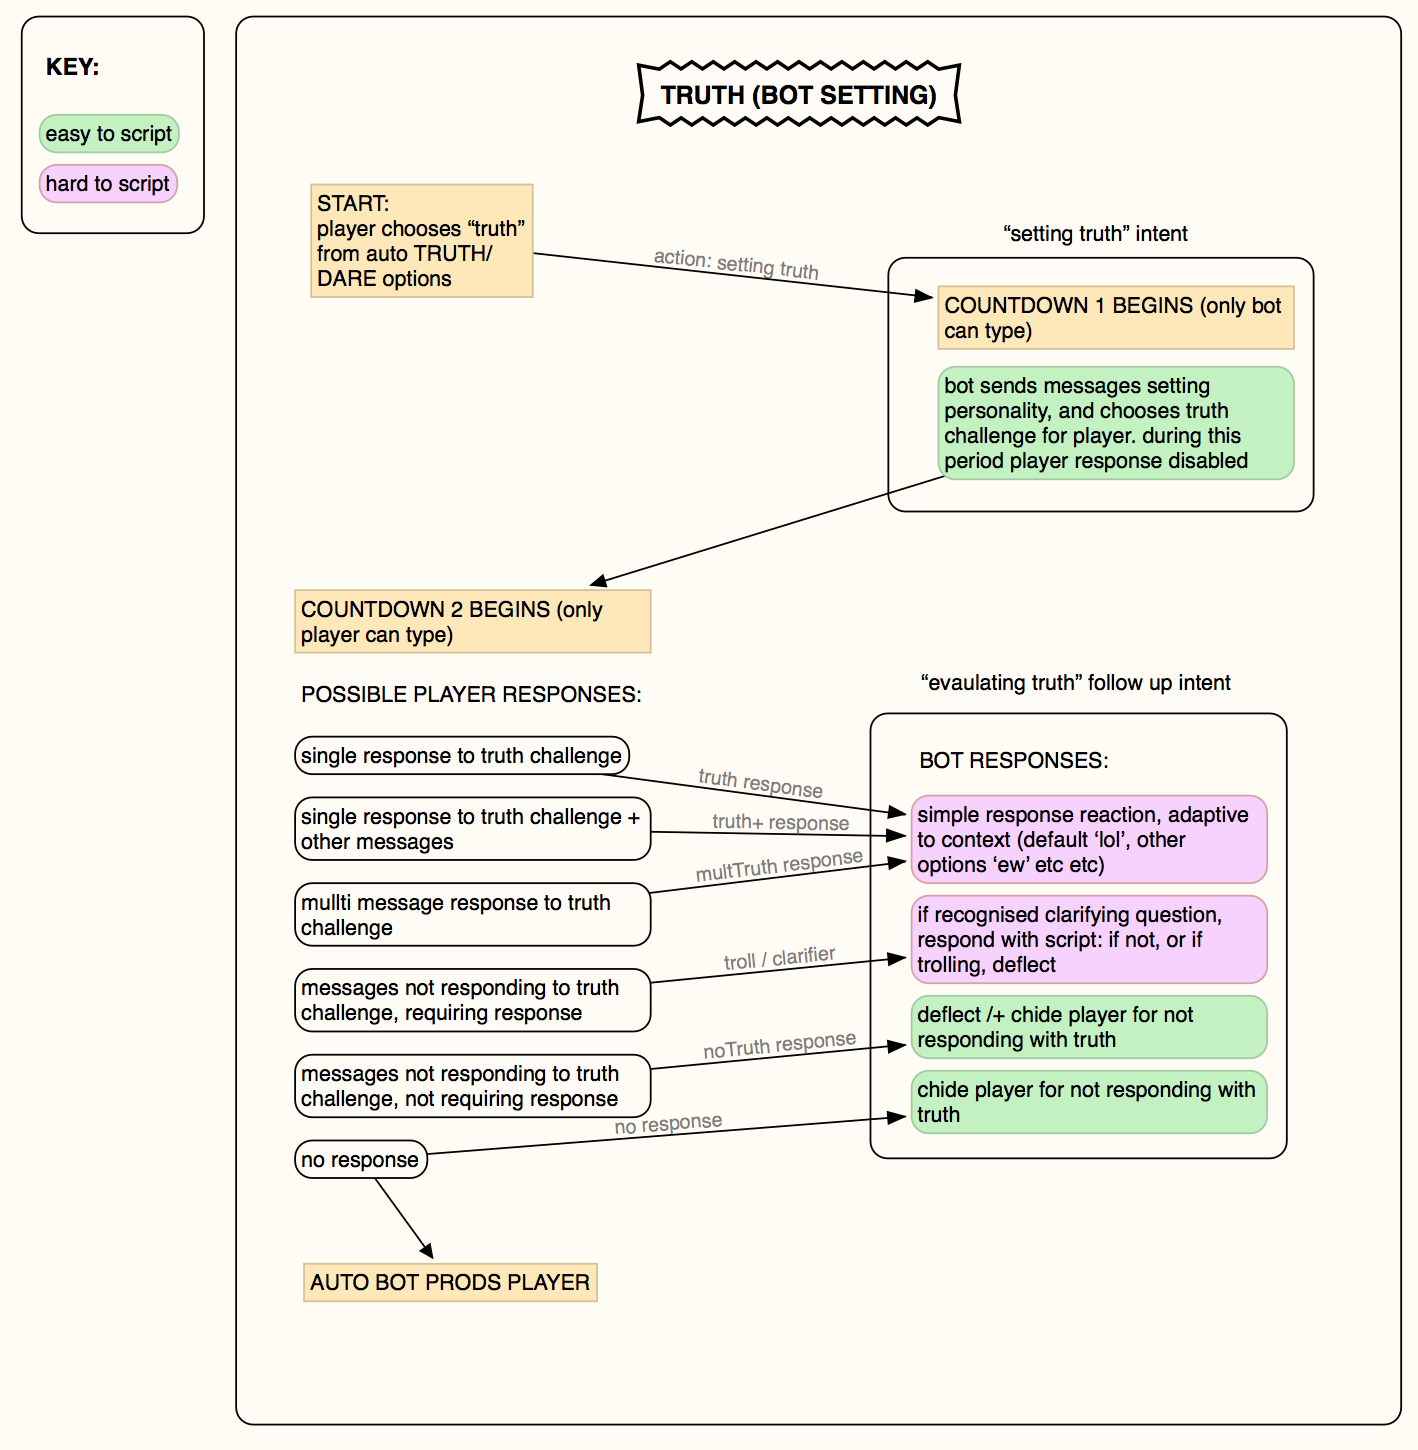 KEY:
easy to script
hard to script
TRUTH (BOT SETTING)
START:
player chooses “truth”
from auto TRUTH/
DARE options
action: setting truth
“setting truth” intent
COUNTDOWN 1 BEGINS (only bot
can type)
bot sends messages setting
personality, and chooses truth
challenge for player. during this
period player response disabled
COUNTDOWN 2 BEGINS (only
player can type)
POSSIBLE PLAYER RESPONSES:
single response to truth challenge
single response to truth challenge +
other messages
mullti message response to truth
challenge
messages not responding to truth
challenge, requiring response
messages not responding to truth
challenge, not requiring response
no response
truth response
truth+ response
multTruth response
troll / clarifier
noTruth response
no response
“evaulating truth” follow up intent
BOT RESPONSES:
simple response reaction, adaptive
to context (default ‘lol’, other
options ‘ew’ etc etc)
if recognised clarifying question,
respond with script: if not, or if
trolling, deflect
deflect /+ chide player for not
responding with truth
chide player for not responding with
truth
AUTO BOT PRODS PLAYER